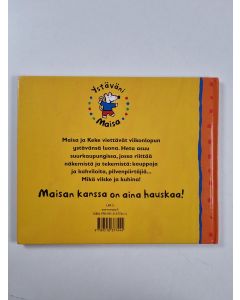 Ystäväni
Maisa
Maisa ja Keke viettävät viikonlopun
ystävänsä luona. Hetu asuu
suurkaupungissa, jossa riittää
näkemistä ja tekemistä: kauppoja
ja kahviloita, pilvenpiirtäjiä...
Mikä vilske ja kuhina!
Maisan kanssa on aina hauskaa!